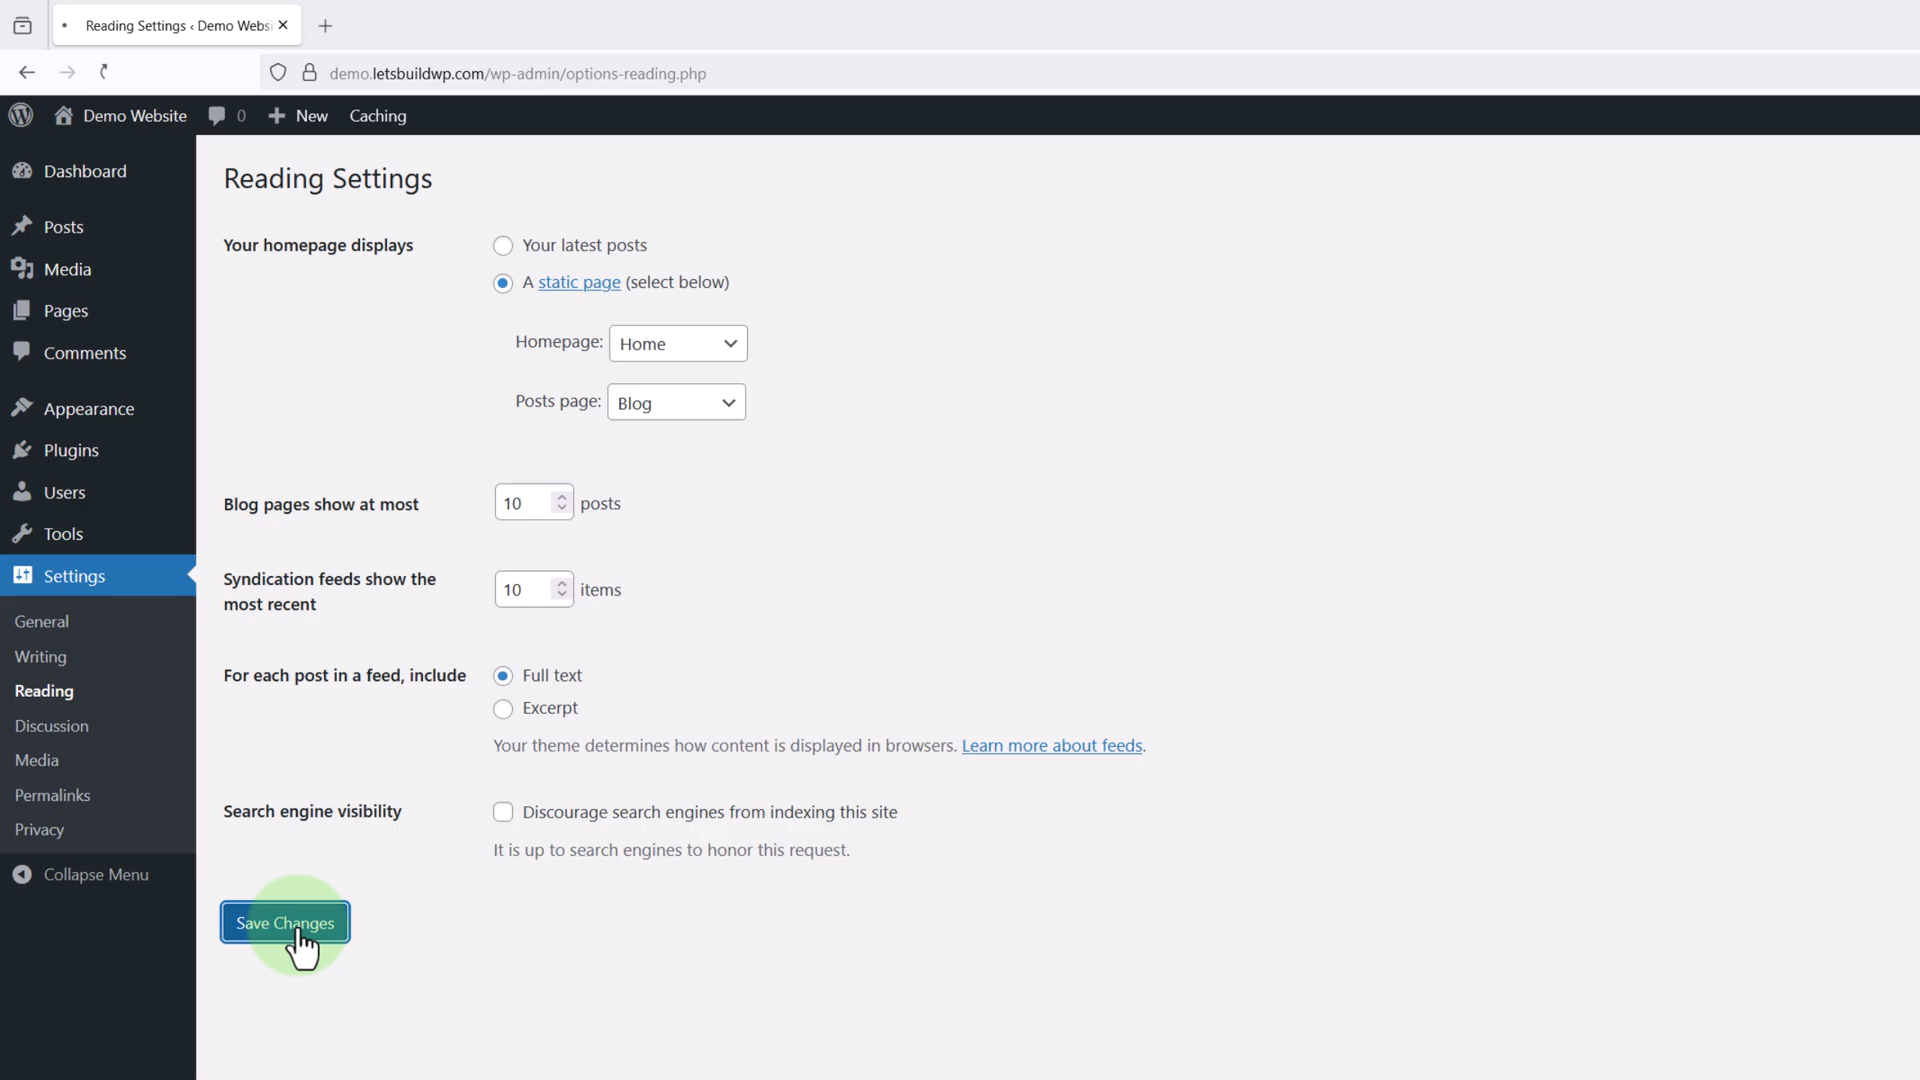 Reading Settings ‹ Demo Websi
demo.letsbuildwp.com/wp-admin/options-reading.php
Demo Website
0
New
Caching
Dashboard
Posts
Media
Pages
Comments
Appearance
Plugins
Users
Tools
Settings
General
Writing
Reading
Discussion
Media
Permalinks
Privacy
Collapse Menu
Reading Settings
Your homepage displays
Your latest posts
A static page (select below)
Homepage: Home
Posts page: Blog
Blog pages show at most
10 posts
Syndication feeds show the
most recent
10 items
For each post in a feed, include
Full text
Excerpt
Your theme determines how content is displayed in browsers. Learn more about feeds.
Search engine visibility
Discourage search engines from indexing this site
It is up to search engines to honor this request.
Save Changes